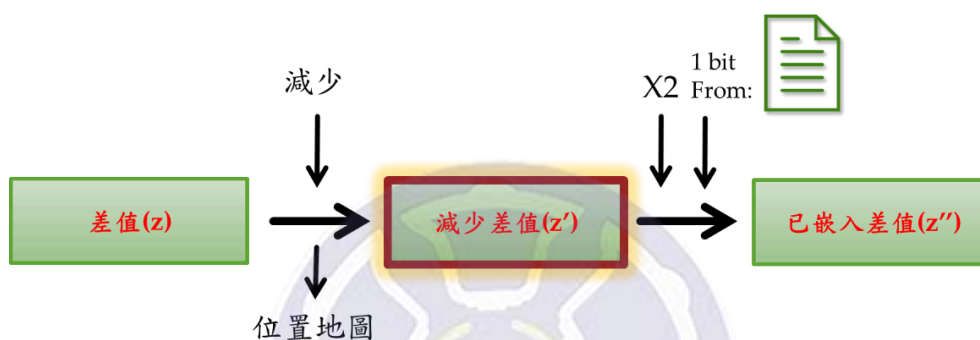 減少
X2
1 bit
From:
差值(z)
減少差值(z')
已嵌入差值(z'')
位置地圖